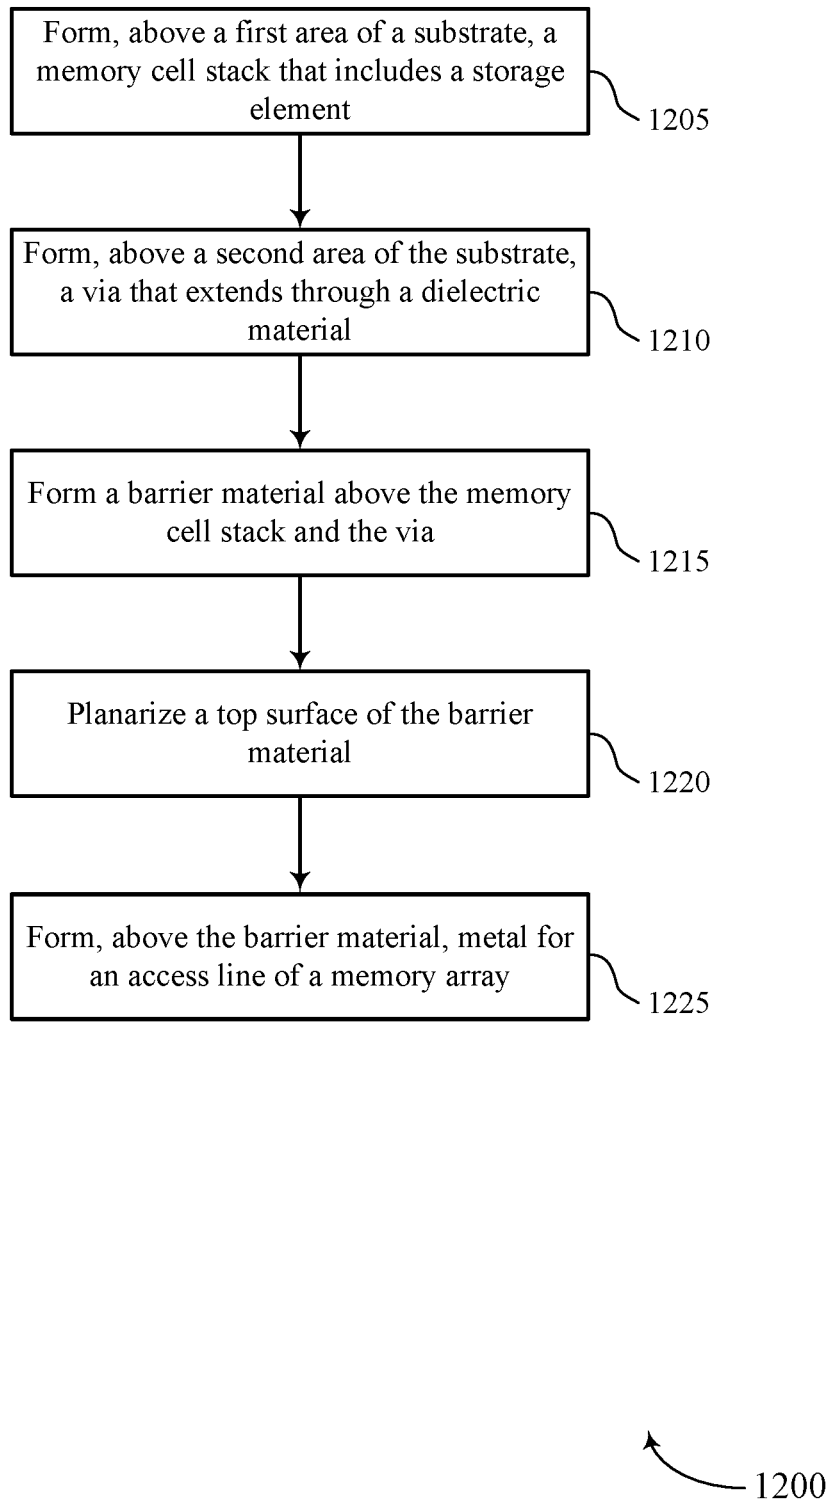 Form, above a first area of a substrate, a
memory cell stack that includes a storage
element
1205
Form, above a second area of the substrate,
a via that extends through a dielectric
material
1210
Form a barrier material above the memory
cell stack and the via
1215
Planarize a top surface of the barrier
material
1220
Form, above the barrier material, metal for
an access line of a memory array
1225
1200